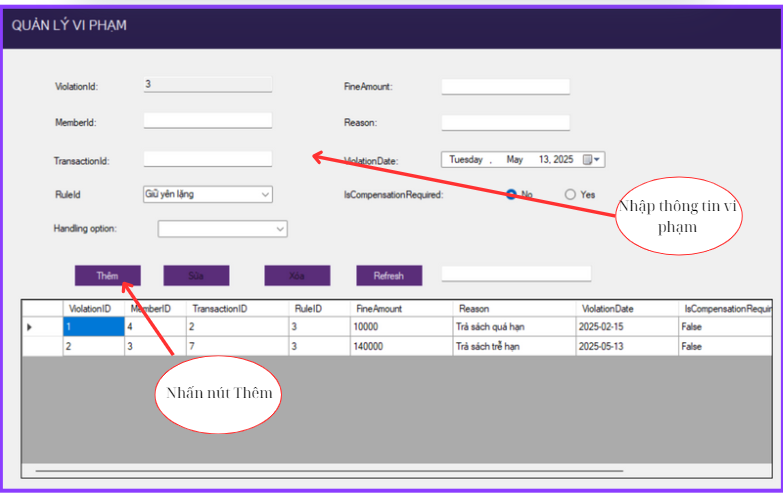 QUẢN LÝ VI PHẠM
ViolationId: 3 FineAmount:
MemberId: Reason:
TransactionId: ViolationDate: Tuesday , May 13, 2025
RuleId Giữ yên lặng IsCompensationRequired: No Yes
Nhập thông tin vi
phạm
Handling option:
Thêm Sửa Xóa Refresh
ViolationID MemberID TransactionID RuleID FineAmount Reason ViolationDate IsCompensationRequir
1 4 2 3 10000 Trả sách quá hạn 2025-02-15 False
2 3 7 3 140000 Trả sách trễ hạn 2025-05-13 False
Nhấn nút Thêm